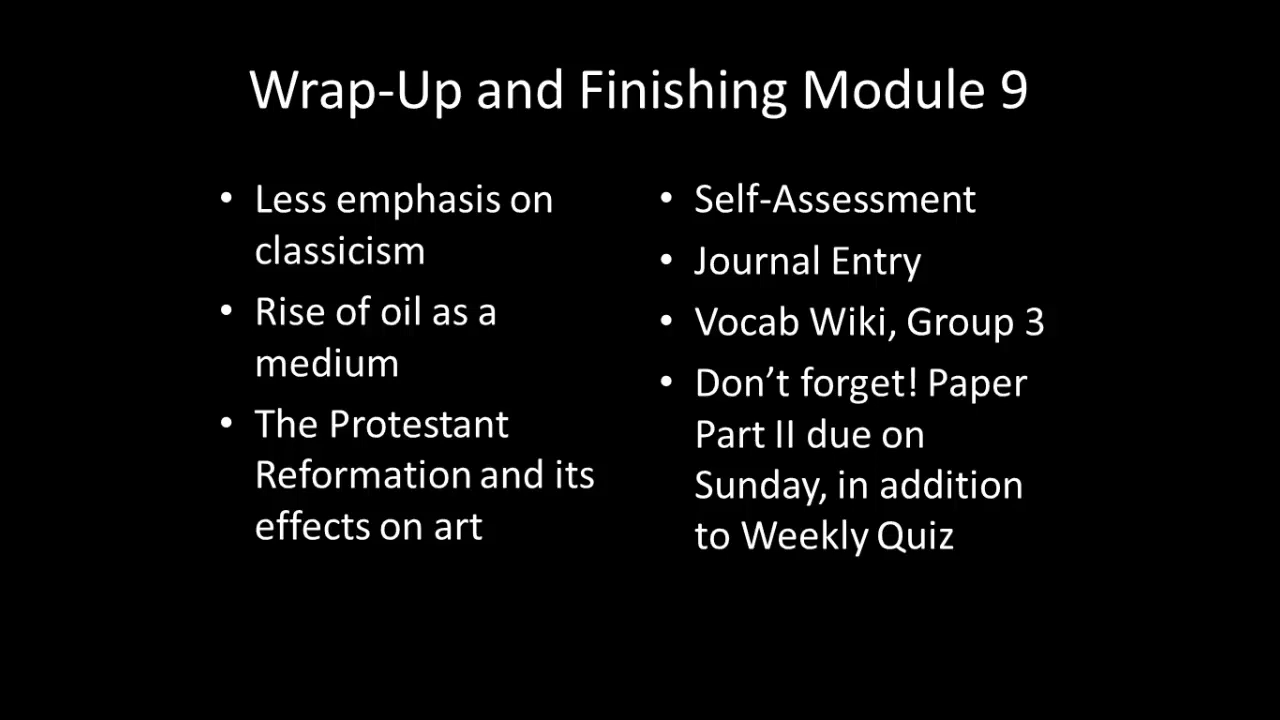 Wrap-Up and Finishing Module 9
• Less emphasis on
classicism
• Rise of oil as a
medium
• The Protestant
Reformation and its
effects on art
• Self-Assessment
• Journal Entry
• Vocab Wiki, Group 3
• Don’t forget! Paper
Part II due on
Sunday, in addition
to Weekly Quiz